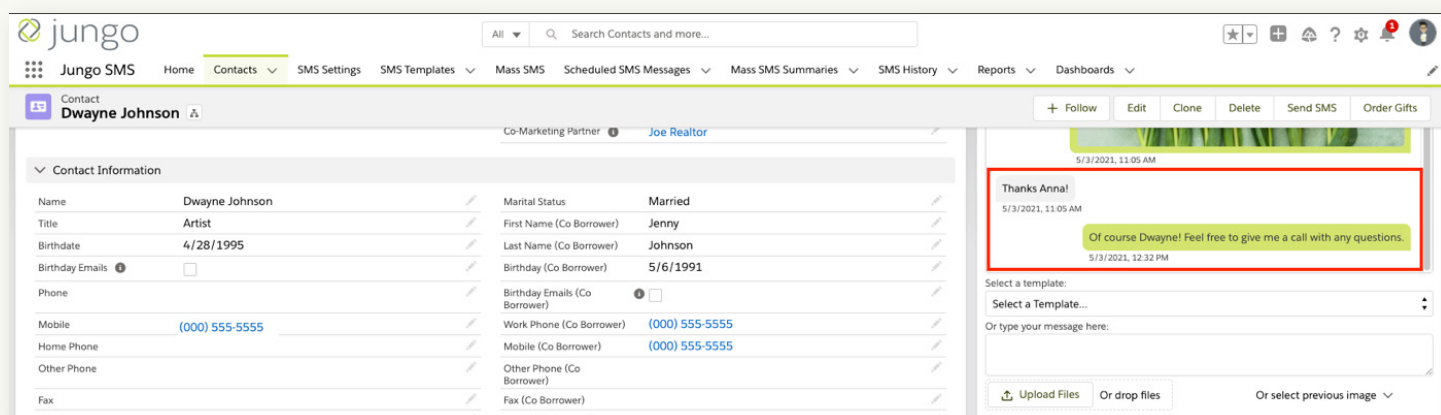 jungo
All
Search Contacts and more...
1
Jungo SMS
Home
Contacts
SMS Settings
SMS Templates
Mass SMS
Scheduled SMS Messages
Mass SMS Summaries
SMS History
Reports
Dashboards
Contact
Dwayne Johnson
+ Follow
Edit
Clone
Delete
Send SMS
Order Gifts
Co-Marketing Partner Joe Realtor
Contact Information
Name Dwayne Johnson
Title Artist
Birthdate 4/28/1995
Birthday Emails
Phone
Mobile (000) 555-5555
Home Phone
Other Phone
Fax
Marital Status Married
First Name (Co Borrower) Jenny
Last Name (Co Borrower) Johnson
Birthday (Co Borrower) 5/6/1991
Birthday Emails (Co
Borrower)
Work Phone (Co Borrower) (000) 555-5555
Mobile (Co Borrower) (000) 555-5555
Other Phone (Co
Borrower)
Fax (Co Borrower)
5/3/2021, 11:05 AM
Thanks Anna!
5/3/2021, 11:05 AM
Of course Dwayne! Feel free to give me a call with any questions.
5/3/2021, 12:32 PM
Select a template:
Select a Template...
Or type your message here:
Upload Files
Or drop files
Or select previous image